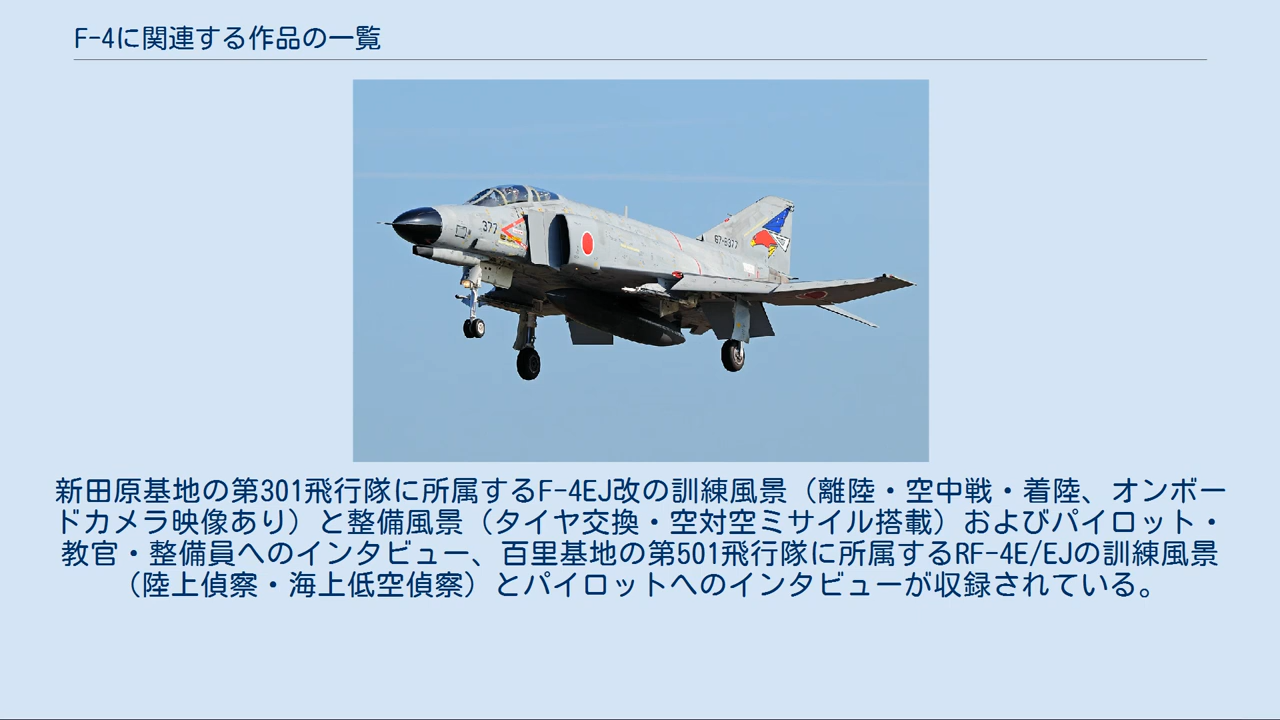 F-4に関連する作品の一覧
377
67-8377
新田原基地の第301飛行隊に所属するF-4EJ改の訓練風景（離陸・空中戦・着陸、オンボー
ドカメラ映像あり）と整備風景（タイヤ交換・空対空ミサイル搭載）およびパイロット・
教官・整備員へのインタビュー、百里基地の第501飛行隊に所属するRF-4E/EJの訓練風景
（陸上偵察・海上低空偵察）とパイロットへのインタビューが収録されている。